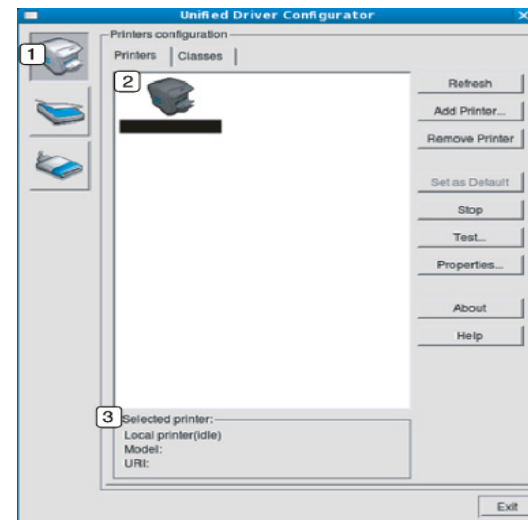 Unified Driver Configurator
1
Printers configuration
Printers
Classes
2
Refresh
Add Printer...
Remove Printer
Set as Default
Stop
Test...
Properties...
About
Help
3
Selected printer:
Local printer(idle)
Model:
URI:
Exit